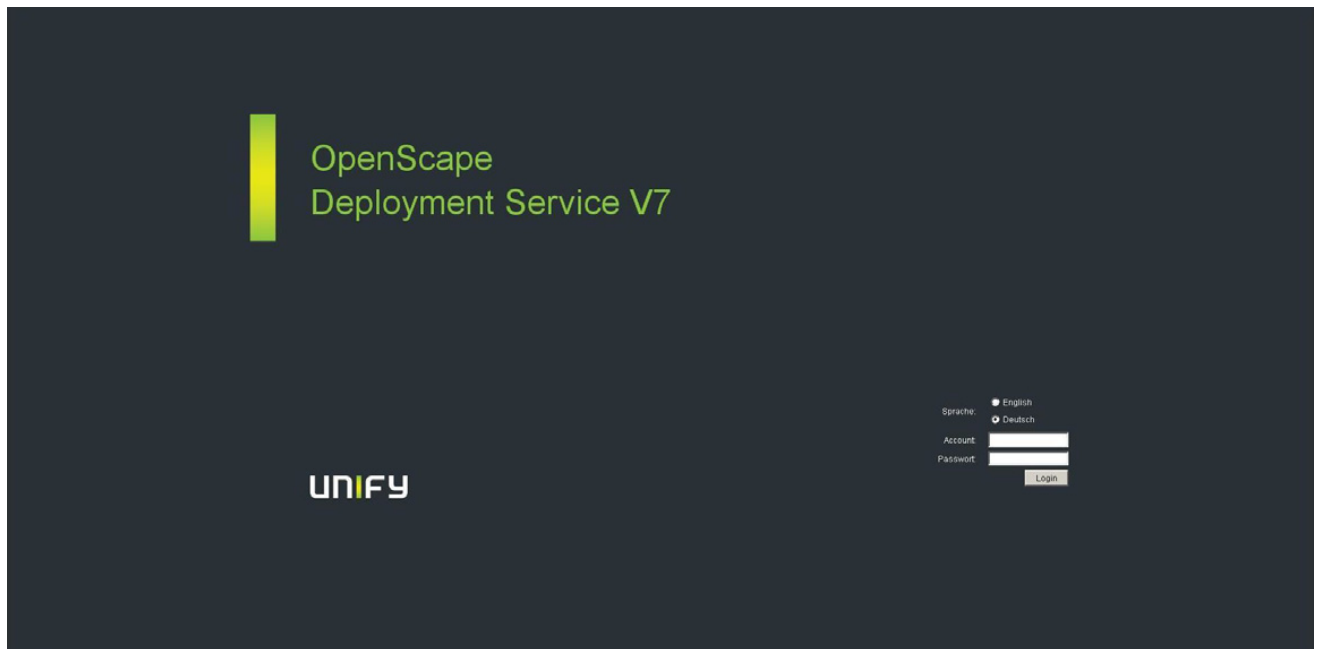 OpenScape
Deployment Service V7
Sprache:
English
Deutsch
Account:
Passwort:
Login
UNIFY